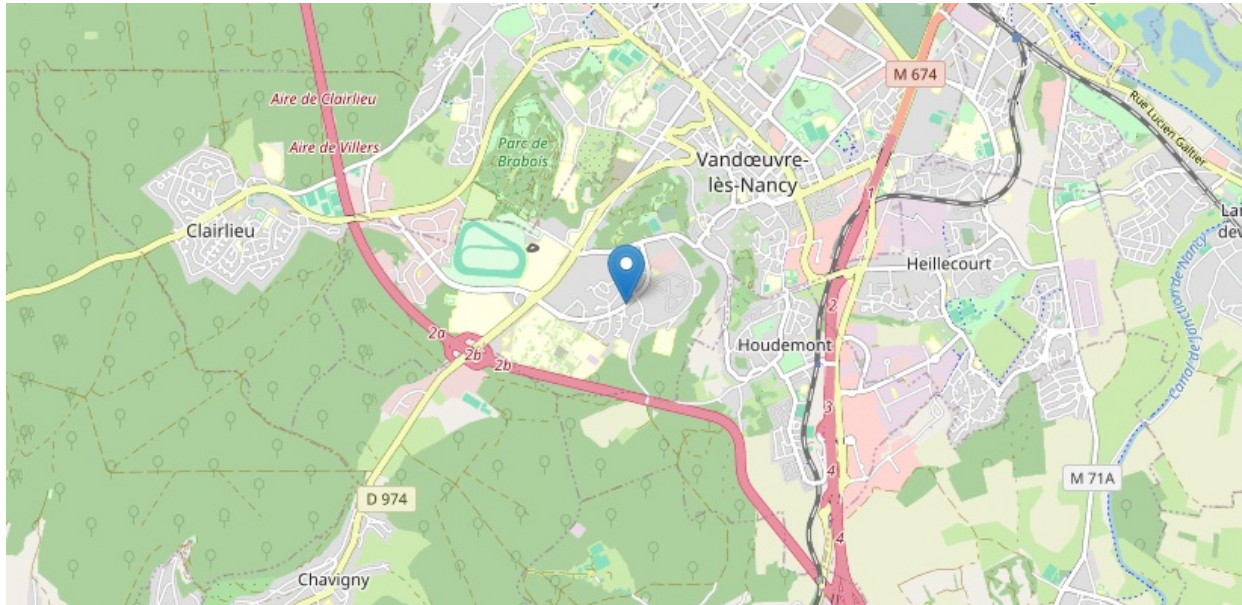 M 674
Aire de Clairlieu
Rue Lucien Galtier
Aire de Villers
Parc de
Brabois
Vandœuvre-
lès-Nancy
1
Clairlieu
Heillecourt
Canal de Jonction de Nancy
2
2a
2b
2b
Houdemont
3
4
M 71A
D 974
4
Chavigny